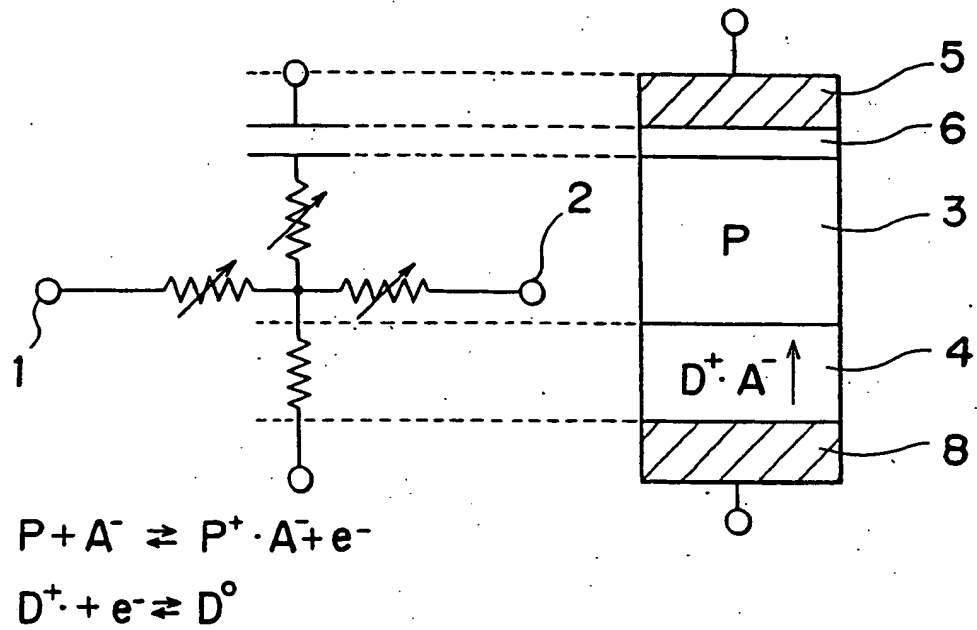 5
6
2
3
P
1
4
D⁺· A⁻ ↑
8
P + A⁻ ⇄ P⁺ · A⁻ + e⁻
D⁺· + e⁻ ⇄ D⁰